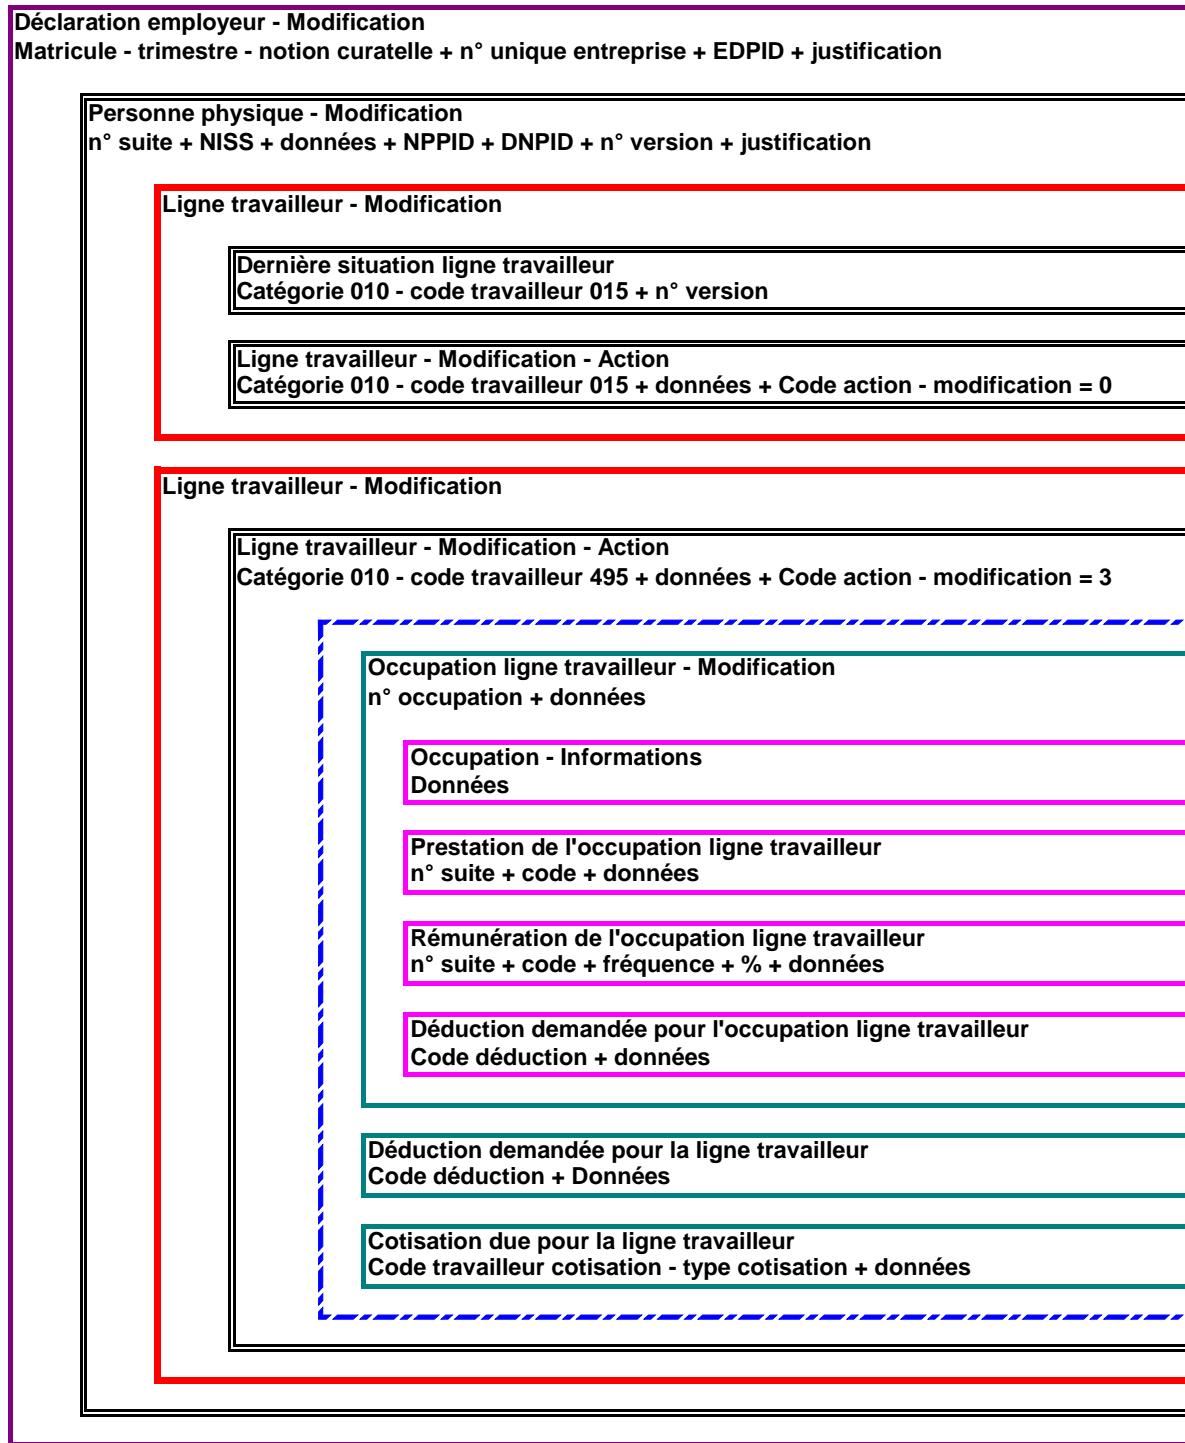 Déclaration employeur - Modification
Matricule - trimestre - notion curatelle + n° unique entreprise + EDPID + justification
Personne physique - Modification
n° suite + NISS + données + NPPID + DNPID + n° version + justification
Ligne travailleur - Modification
Dernière situation ligne travailleur
Catégorie 010 - code travailleur 015 + n° version
Ligne travailleur - Modification - Action
Catégorie 010 - code travailleur 015 + données + Code action - modification = 0
Ligne travailleur - Modification
Ligne travailleur - Modification - Action
Catégorie 010 - code travailleur 495 + données + Code action - modification = 3
Occupation ligne travailleur - Modification
n° occupation + données
Occupation - Informations
Données
Prestation de l'occupation ligne travailleur
n° suite + code + données
Rémunération de l'occupation ligne travailleur
n° suite + code + fréquence + % + données
Déduction demandée pour l'occupation ligne travailleur
Code déduction + données
Déduction demandée pour la ligne travailleur
Code déduction + Données
Cotisation due pour la ligne travailleur
Code travailleur cotisation - type cotisation + données